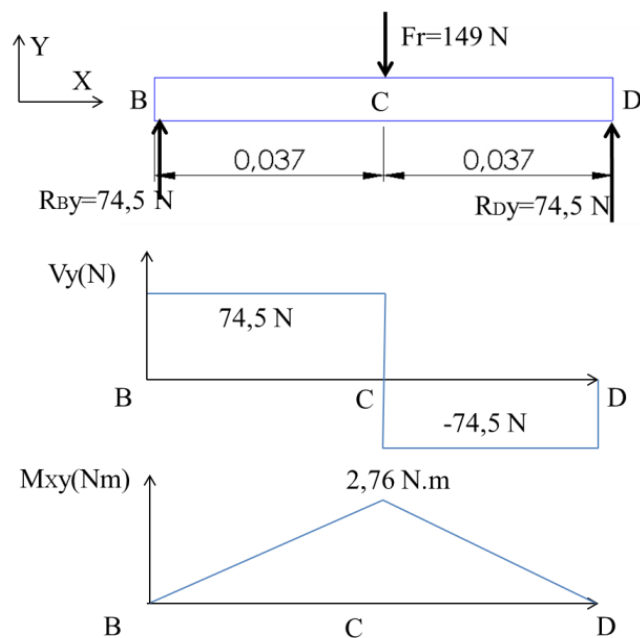 Y
X
Fr=149 N
B
C
D
0,037
0,037
RBy=74,5 N
RDy=74,5 N
Vy(N)
74,5 N
B
C
D
-74,5 N
Mxy(Nm)
2,76 N.m
B
C
D